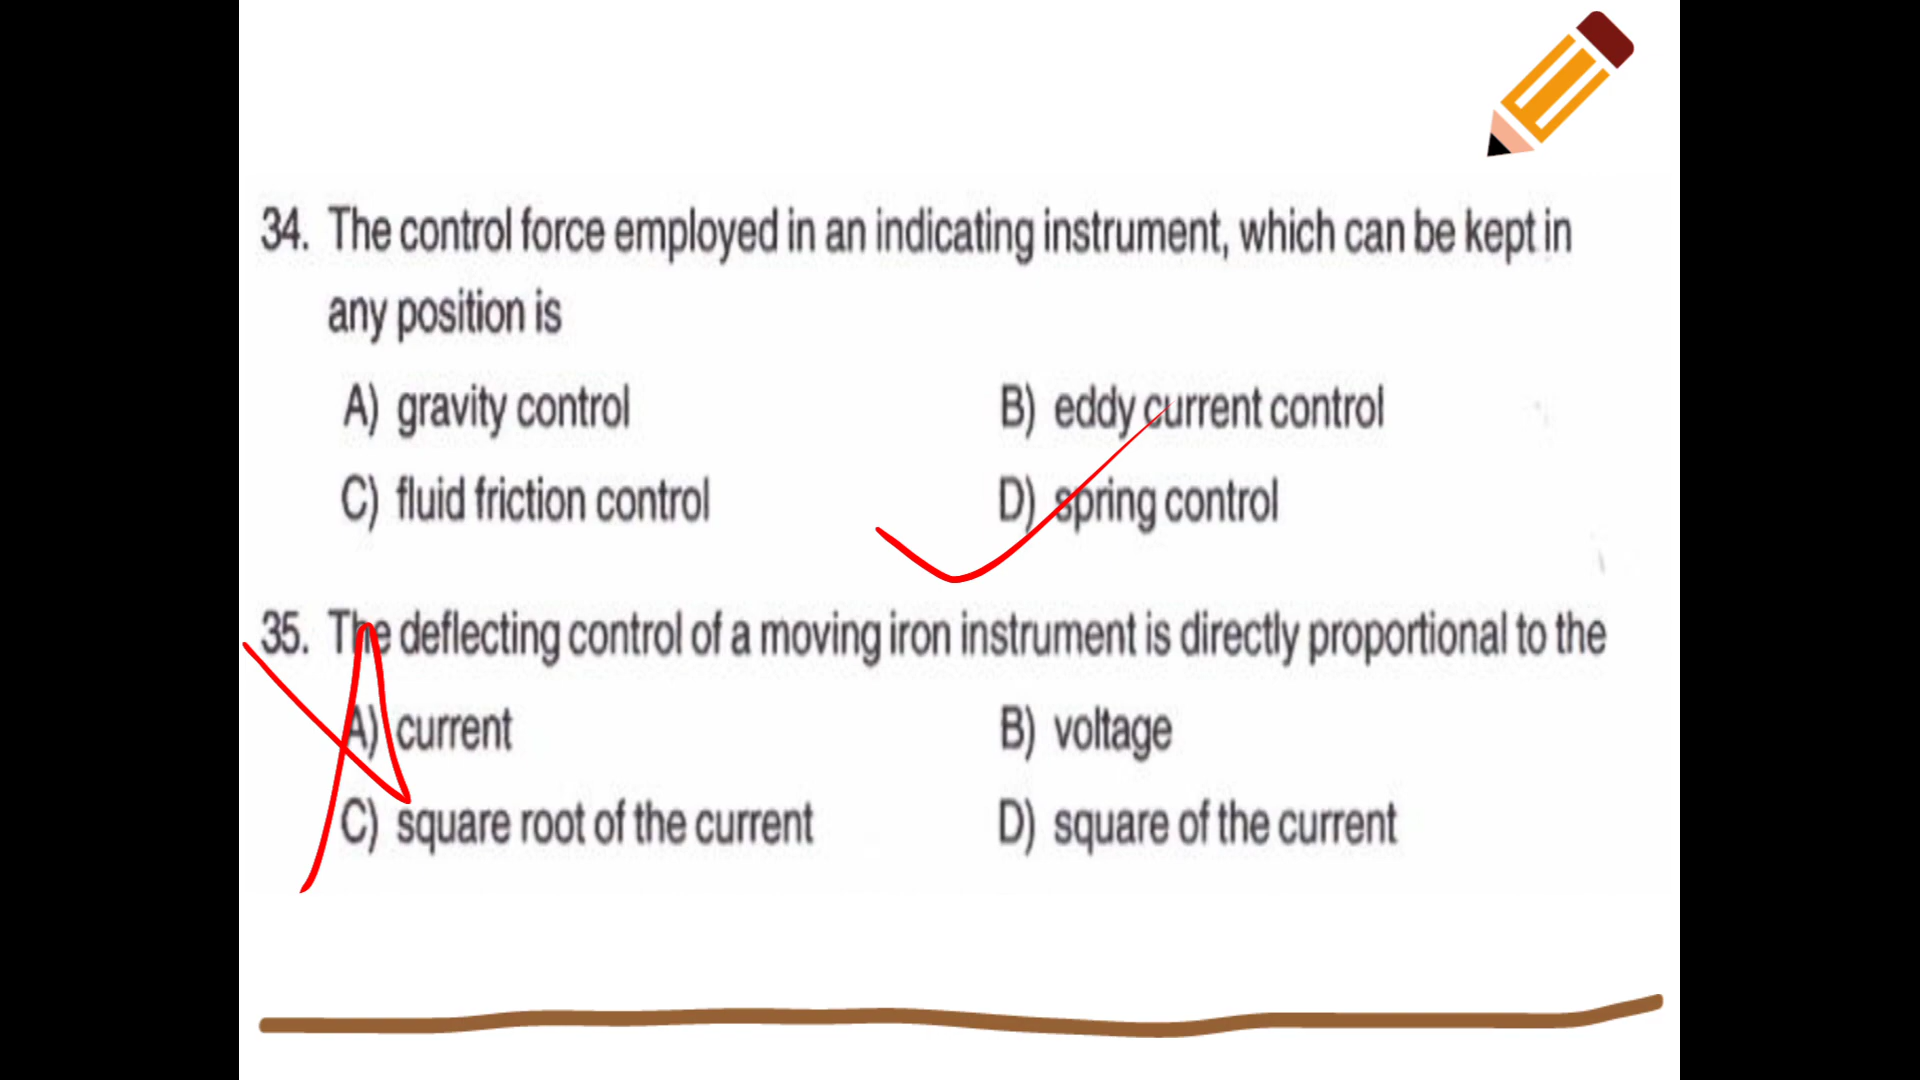 34. The control force employed in an indicating instrument, which can be kept in
any position is
A) gravity control B) eddy current control
C) fluid friction control D) spring control
35. The deflecting control of a moving iron instrument is directly proportional to the
A) current B) voltage
C) square root of the current D) square of the current